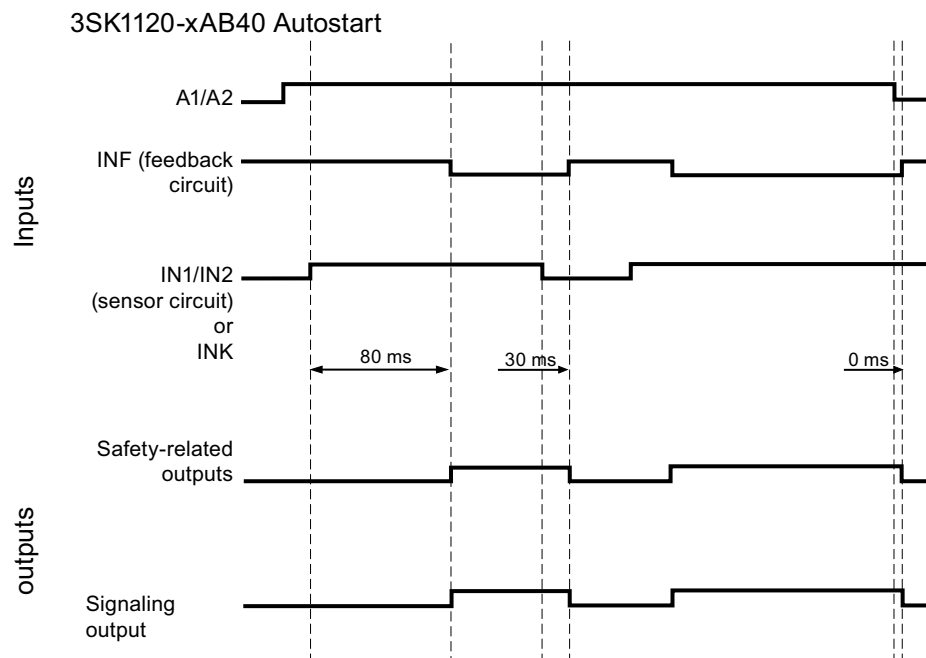 3SK1120-xAB40 Autostart
Inputs
A1/A2
INF (feedback
circuit)
IN1/IN2
(sensor circuit)
or
INK
80 ms
30 ms
0 ms
outputs
Safety-related
outputs
Signaling
output